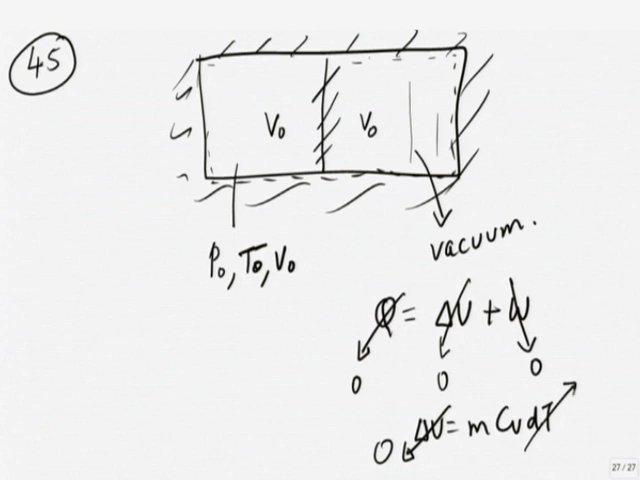 45
V₀ V₀
P₀, T₀, V₀
vacuum.
Q = ΔU + W
0 0 0
0 ΔU = m Cv dT
27 / 27